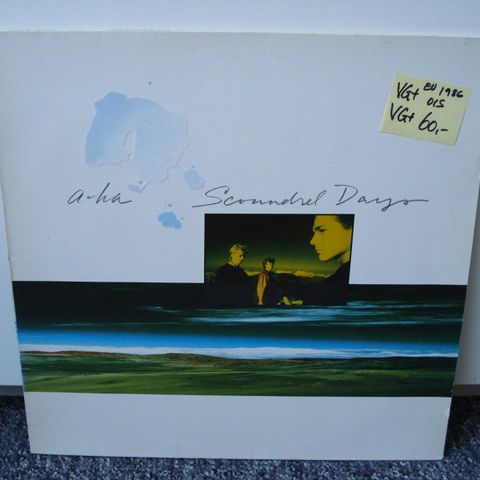 a-ha Scoundrel Days
VG+ EU 1986
OIS
VG+ 60,-